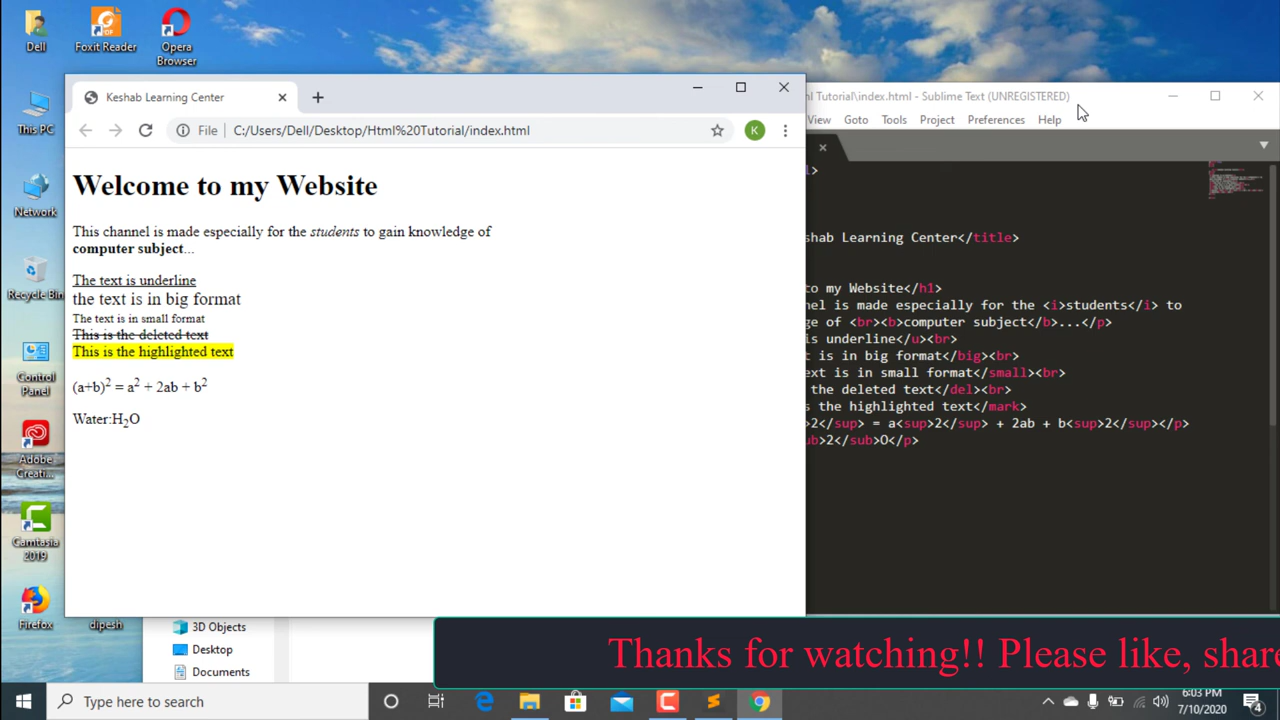 Dell
Foxit Reader
Opera
Browser
This PC
Network
Recycle Bin
Control
Panel
Adobe
Creati...
Camtasia
2019
Firefox
dipesh
Keshab Learning Center
File
C:/Users/Dell/Desktop/Html%20Tutorial/index.html
K
Welcome to my Website
This channel is made especially for the students to gain knowledge of
computer subject...
The text is underline
the text is in big format
The text is in small format
This is the deleted text
This is the highlighted text
(a+b)² = a² + 2ab + b²
Water:H₂O
ml Tutorial\index.html - Sublime Text (UNREGISTERED)
View Goto Tools Project Preferences Help
l>
shab Learning Center</title>
to my Website</h1>
nel is made especially for the <i>students</i> to
ge of <br><b>computer subject</b>...</p>
is underline</u><br>
t is in big format</big><br>
ext is in small format</small><br>
the deleted text</del><br>
s the highlighted text</mark>
>2</sup> = a<sup>2</sup> + 2ab + b<sup>2</sup></p>
ub>2</sub>O</p>
3D Objects
Desktop
Documents
Thanks for watching!! Please like, share
Type here to search
6:03 PM
7/10/2020
4